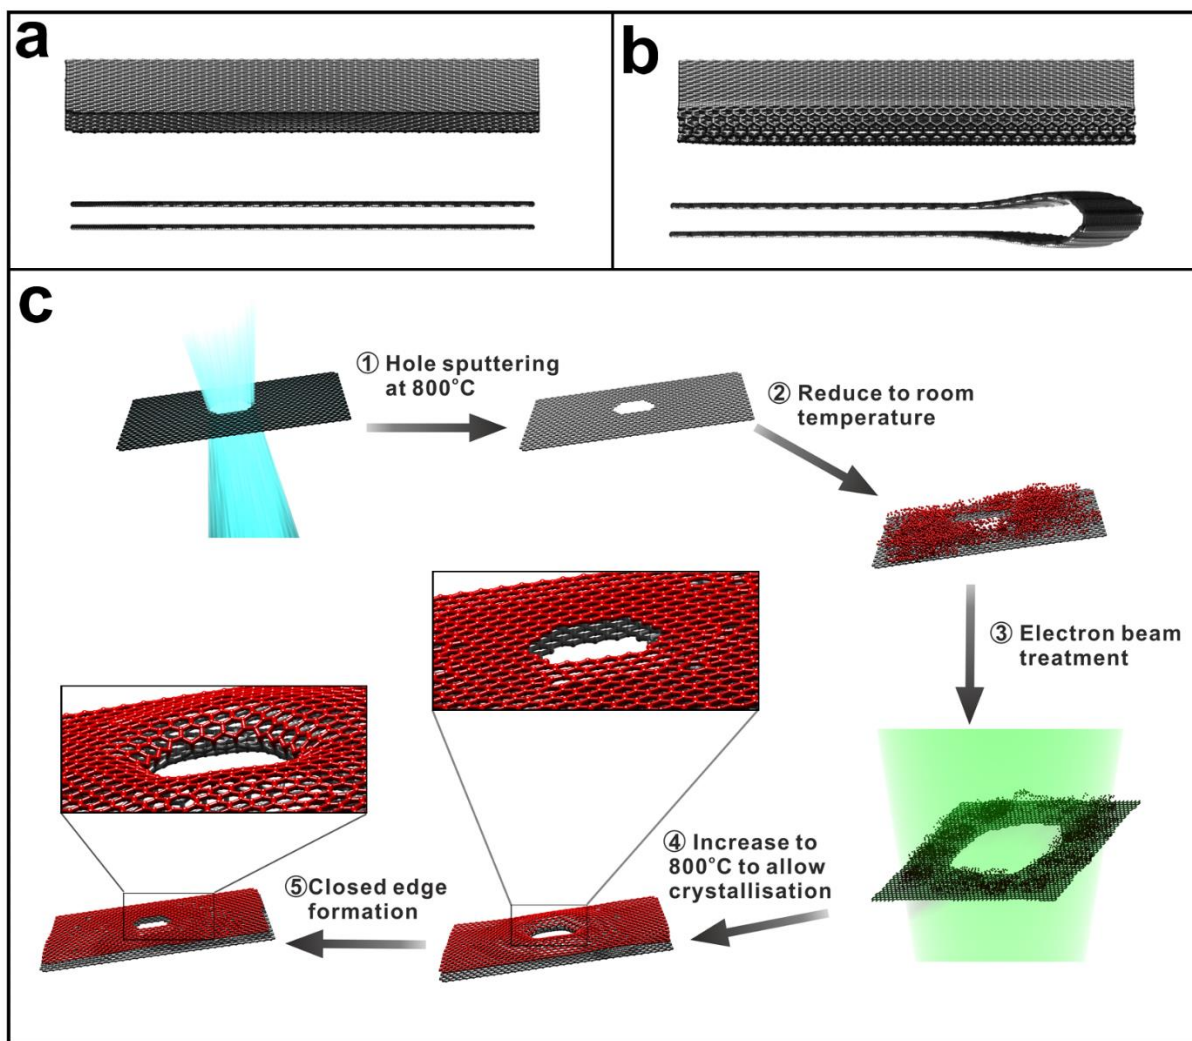 a
b
c
① Hole sputtering
at 800°C
② Reduce to room
temperature
③ Electron beam
treatment
④ Increase to
800°C to allow
crystallisation
⑤Closed edge
formation